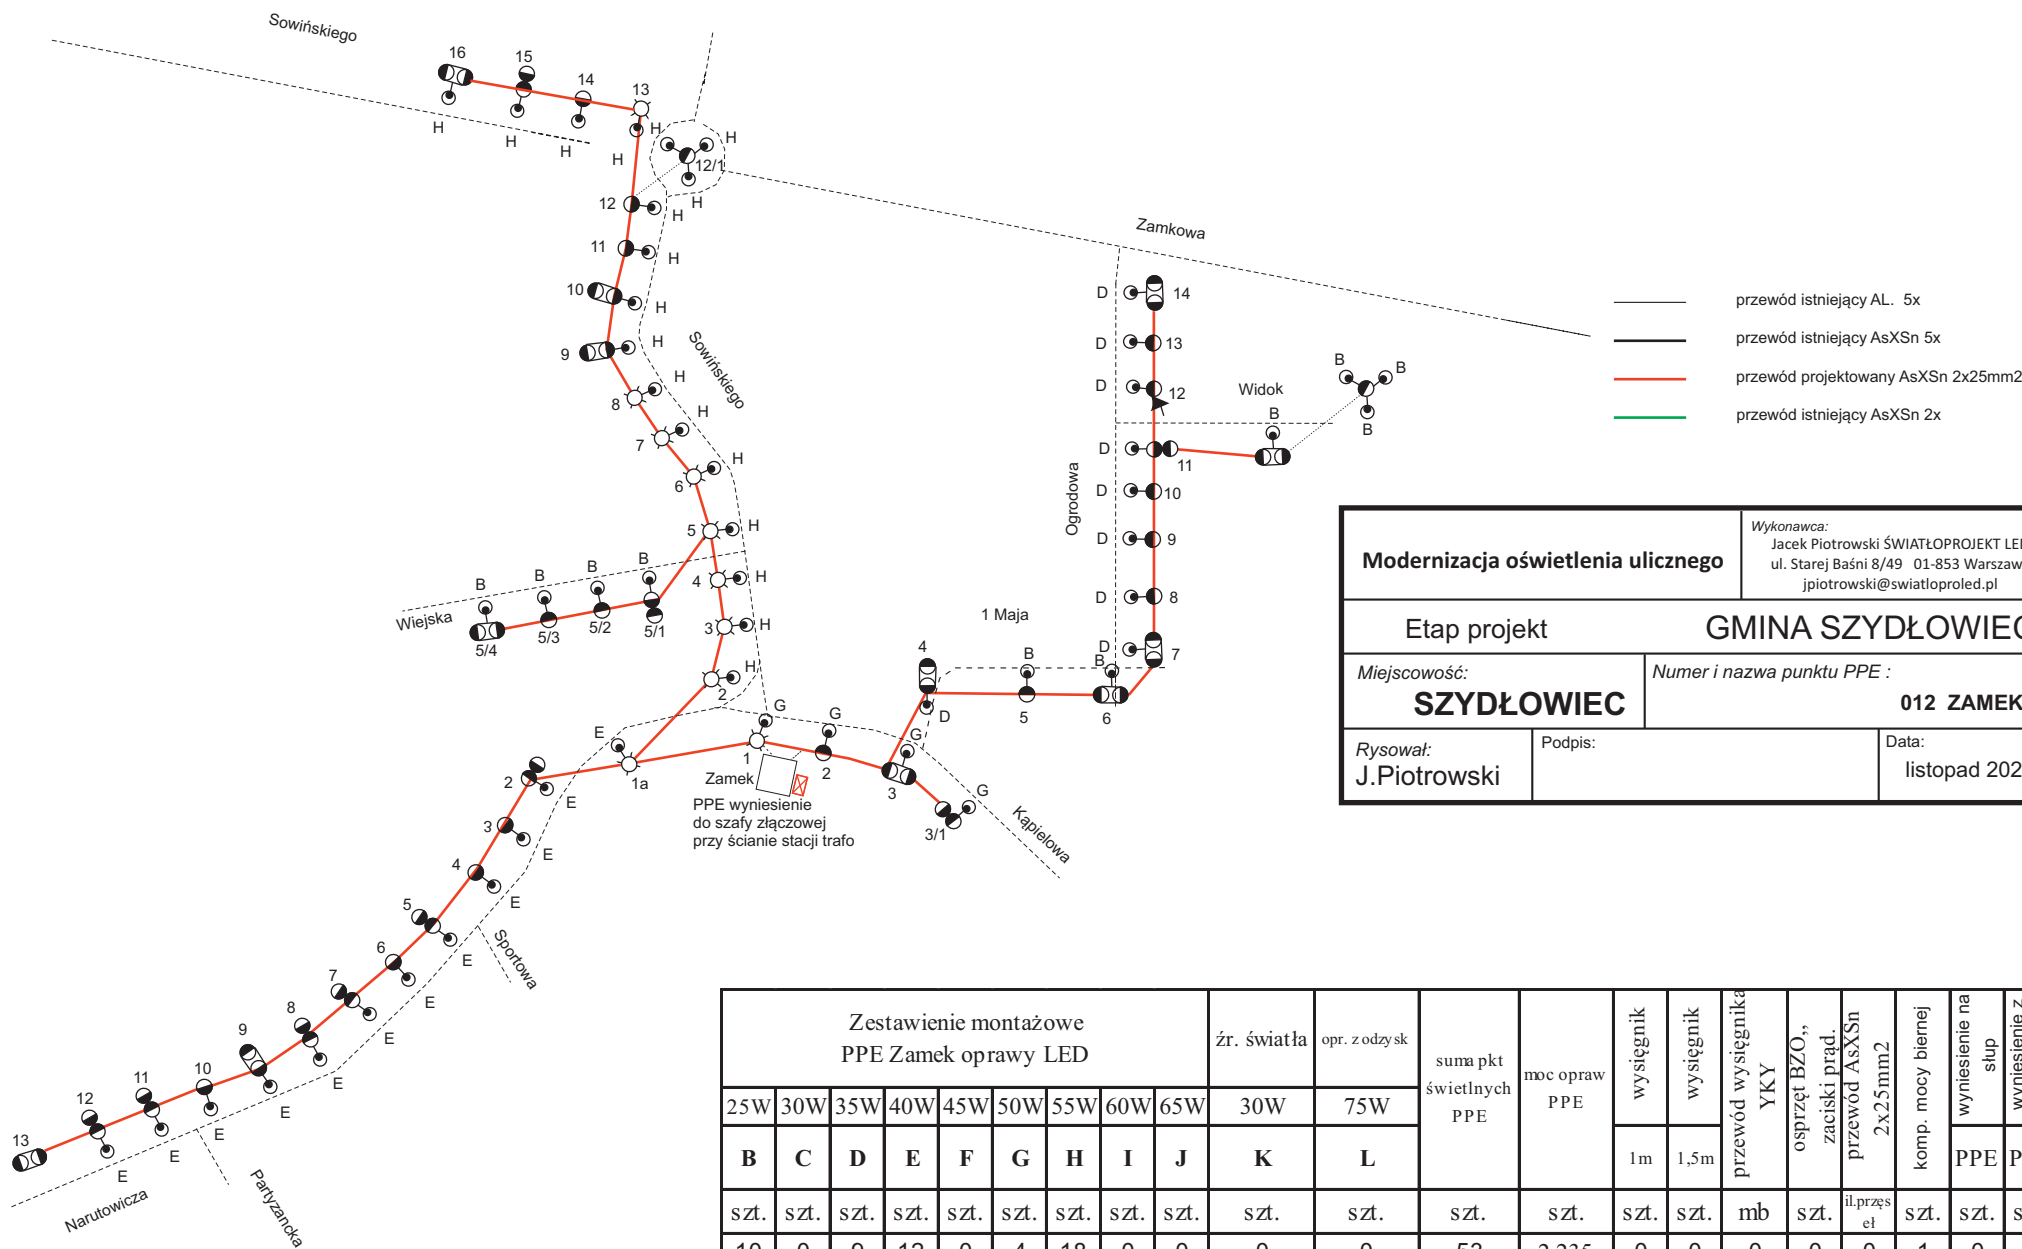 Sowińskiego
16
15
14
13
H
H
H
H
H
12/1
H
H
12
H
11
H
10
H
9
H
8
H
7
Sowińskiego
6
H
5
H
4
H
3
H
2
H
Zamkowa
D
14
D
13
D
12
Widok
B
B
B
B
D
11
D
10
Ogrodowa
D
9
D
8
D
7
1 Maja
4
B
B
D
5
6
B
B
B
B
Wiejska
5/4
5/3
5/2
5/1
E
G
G
G
G
1
2
3
3/1
1a
Zamek
PPE wyniesienie
do szafy złączowej
przy ścianie stacji trafo
Kąpielowa
2
E
3
E
4
E
5
E
6
E
7
E
8
E
9
E
10
E
11
E
12
E
13
Sportowa
Narutowicza
Partyzancka
przewód istniejący AL. 5x
przewód istniejący AsXSn 5x
przewód projektowany AsXSn 2x25mm2
przewód istniejący AsXSn 2x
Modernizacja oświetlenia ulicznego
Wykonawca:
Jacek Piotrowski ŚWIATŁOPROJEKT
ul. Starej Baśni 8/49 01-853
jpiotrowski@swiatloproled.pl
Etap projekt
GMINA
Miejscowość:
SZYDŁOWIEC
Numer i nazwa punktu PPE :
012 ZAMEK
Rysował:
J.Piotrowski
Podpis:
Data:
listopad
Zestawienie montażowe
PPE Zamek oprawy LED
źr. światła
opr. z odzysk
suma pkt
świetlnych
PPE
moc opraw
PPE
wysięgnik
wysięgnik
przewód wysięgnika
YKY
osprzęt BZO,,
zaciski prąd.
przewód AsXSn
2x25mm2
komp. mocy biernej
wyniesienie na
słup
wyniesienie z
25W 30W 35W 40W 45W 50W 55W 60W 65W 30W 75W
B C D E F G H I J K L 1m 1,5m PPE
szt. szt. szt. szt. szt. szt. szt. szt. szt. szt. szt. szt. szt. szt. szt. mb szt. il.przęseł szt. szt.